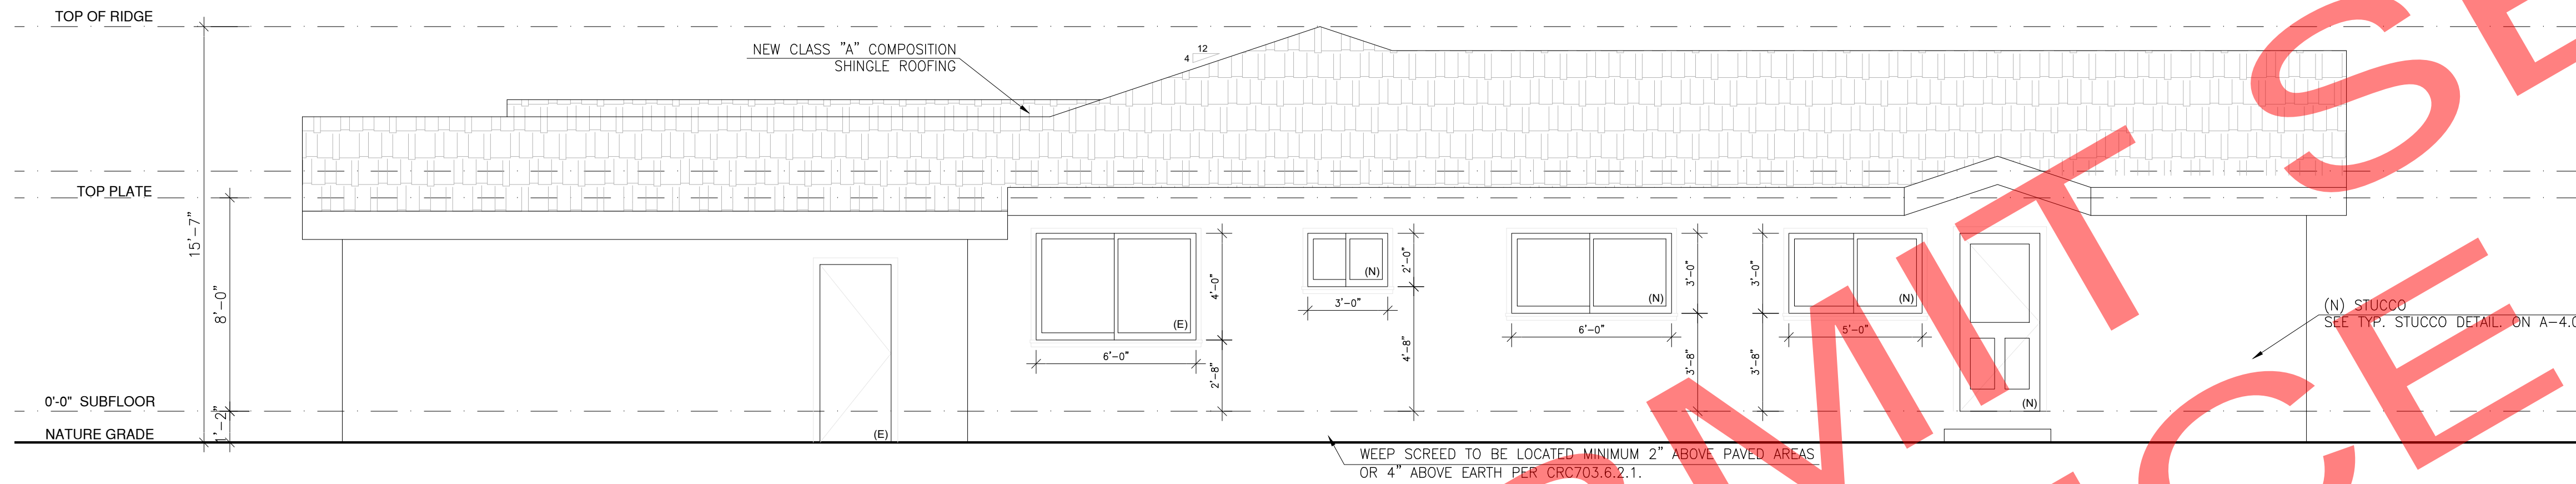 TOP OF RIDGE
NEW CLASS "A" COMPOSITION
SHINGLE ROOFING
12
4
TOP PLATE
15'-7"
8'-0"
1'-2"
0'-0" SUBFLOOR
NATURE GRADE
(E)
(E)
6'-0"
4'-0"
2'-8"
(N)
3'-0"
2'-0"
4'-8"
(N)
6'-0"
3'-0"
3'-8"
3'-0"
3'-8"
(N)
5'-0"
(N)
(N) STUCCO
SEE TYP. STUCCO DETAIL. ON A-4.0
WEEP SCREED TO BE LOCATED MINIMUM 2" ABOVE PAVED AREAS
OR 4" ABOVE EARTH PER CRC703.6.2.1.
MIT SE
CE